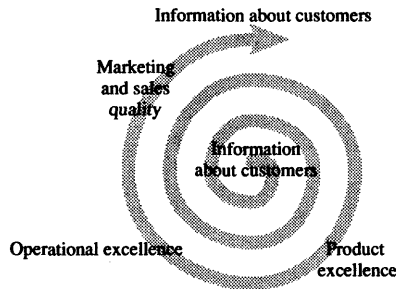 Information about customers
Marketing
and sales
quality
Information
about customers
Operational excellence
Product
excellence